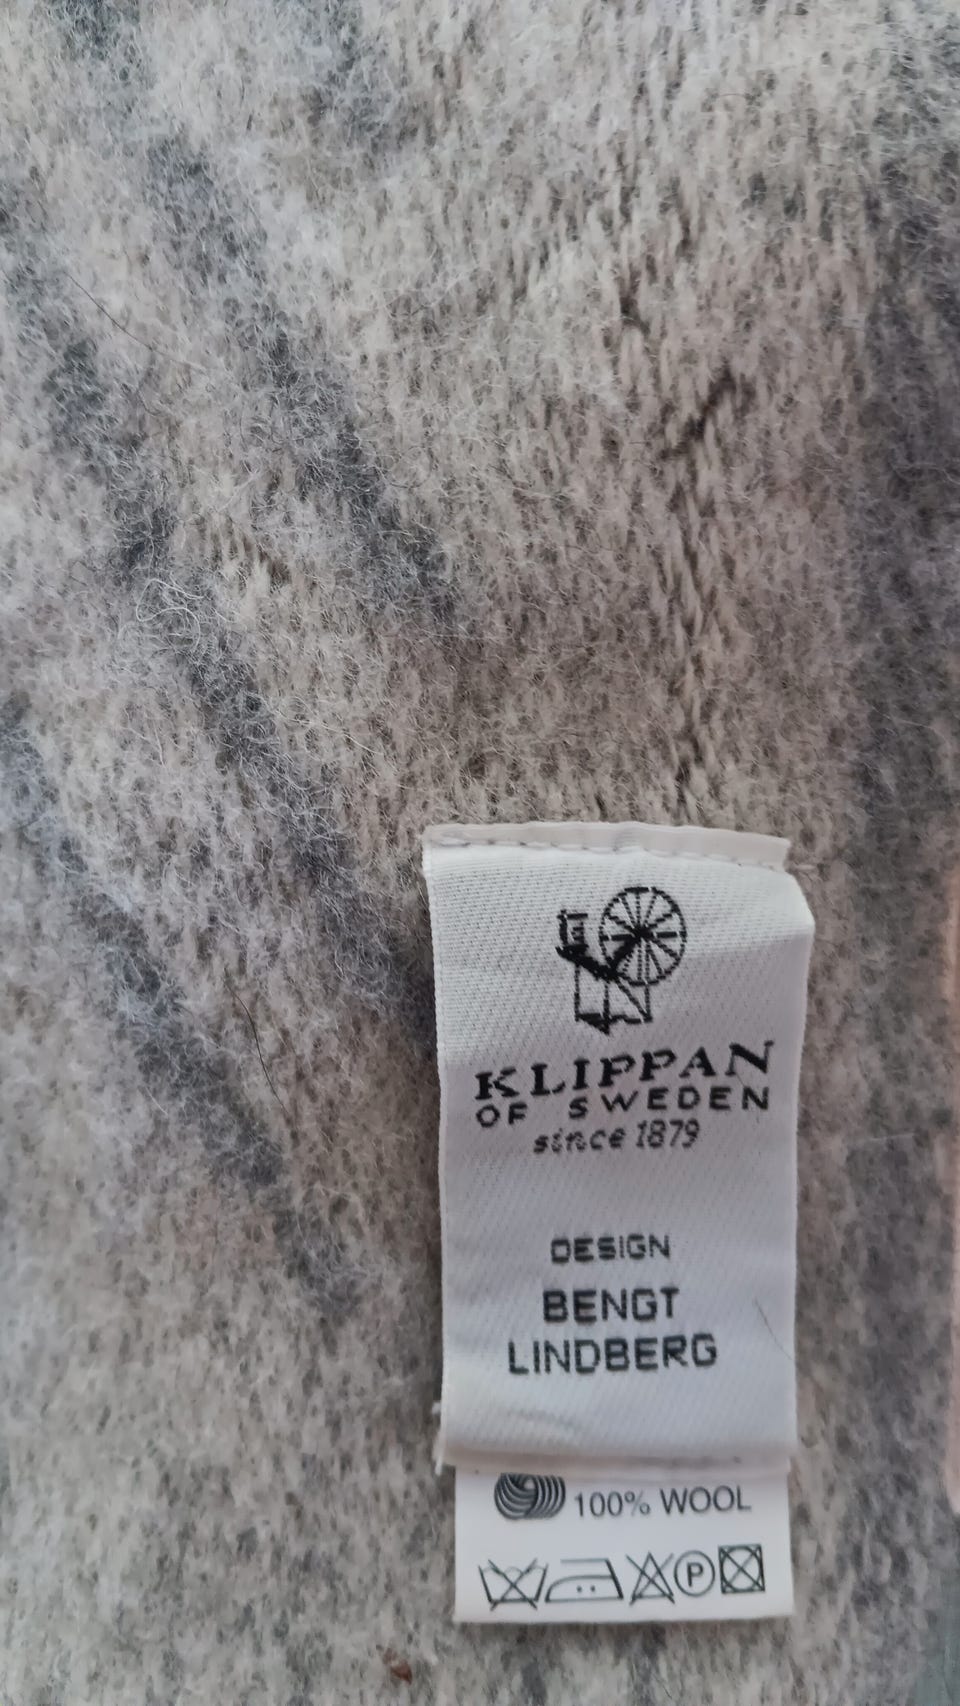 KLIPPAN
OF SWEDEN
since 1879
DESIGN
BENGT
LINDBERG
100% WOOL
P